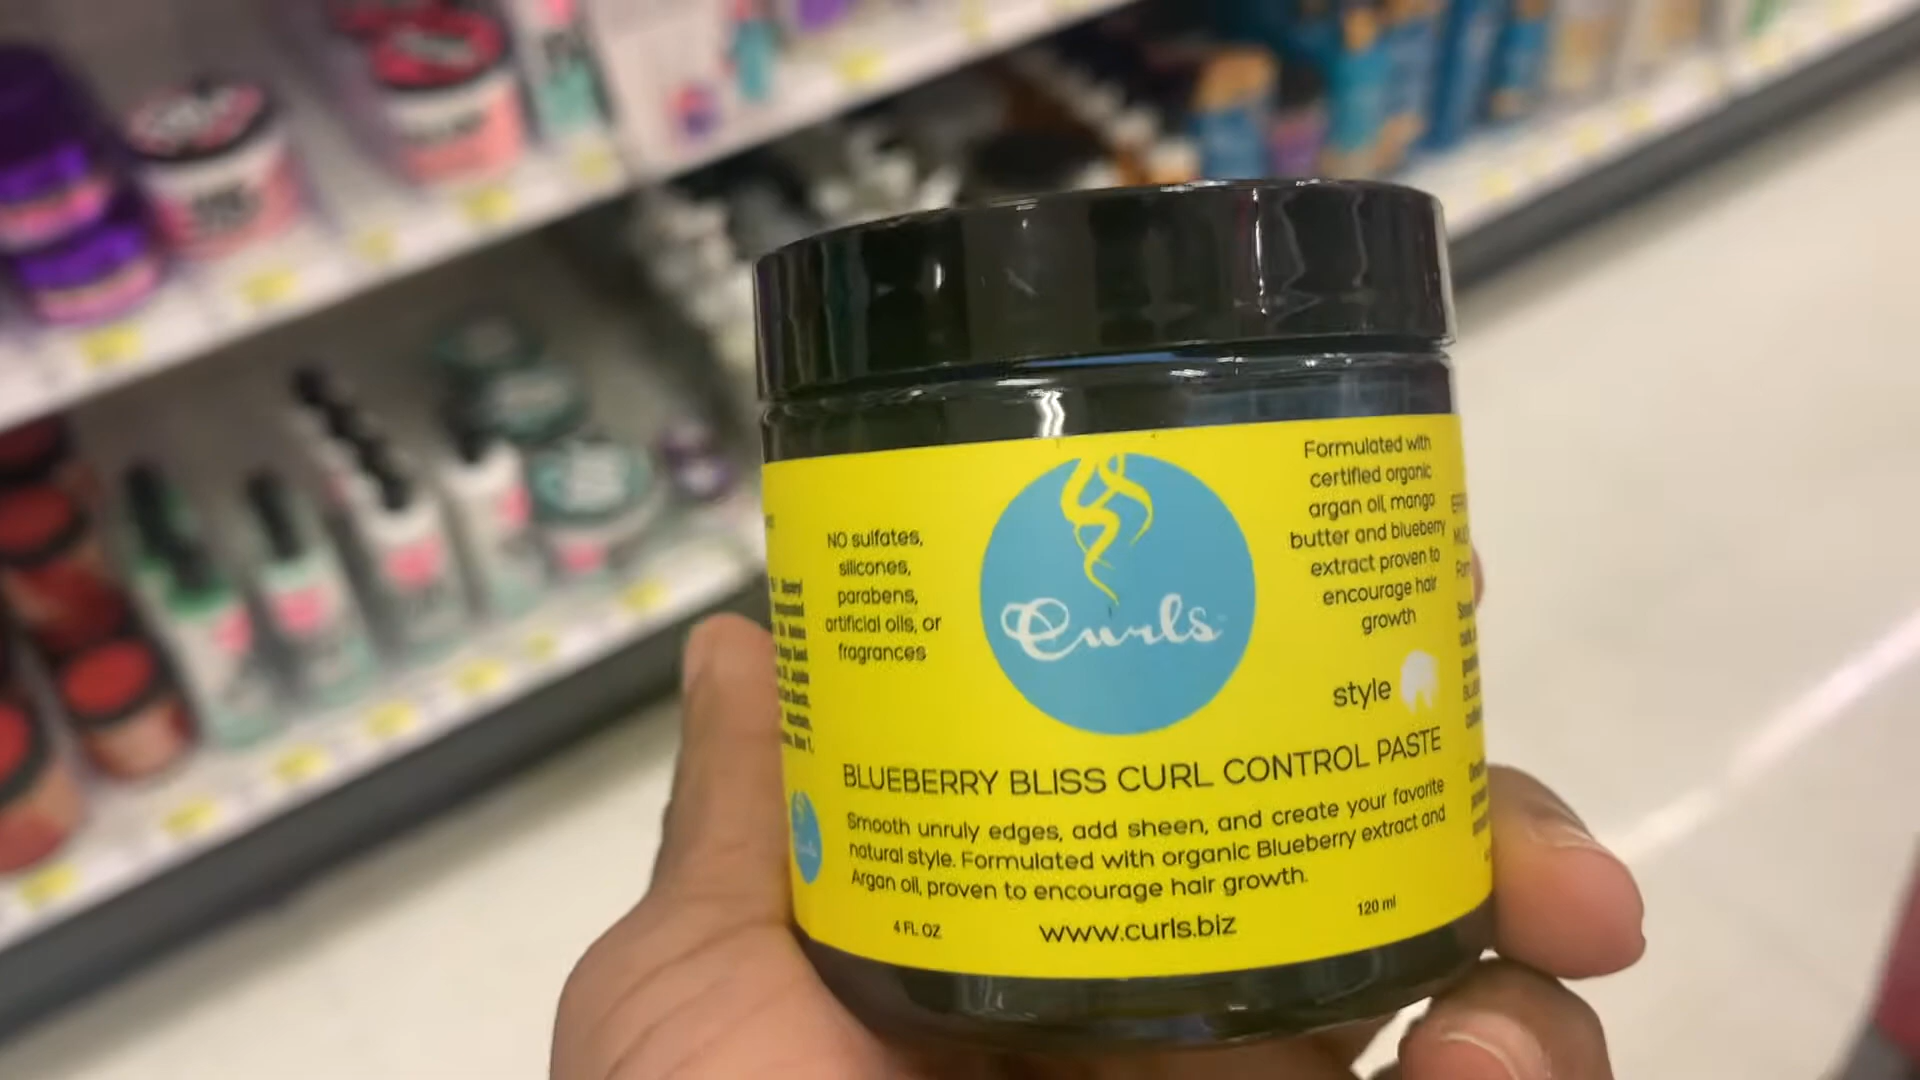 NO sulfates,
silicones,
parabens,
artificial oils, or
fragrances
Curls
Formulated with
certified organic
argan oil, mango
butter and blueberry
extract proven to
encourage hair
growth
style
BLUEBERRY BLISS CURL CONTROL PASTE
Smooth unruly edges, add sheen, and create your favorite
natural style. Formulated with organic Blueberry extract and
Argan oil, proven to encourage hair growth.
4 FL OZ
www.curls.biz
120 ml